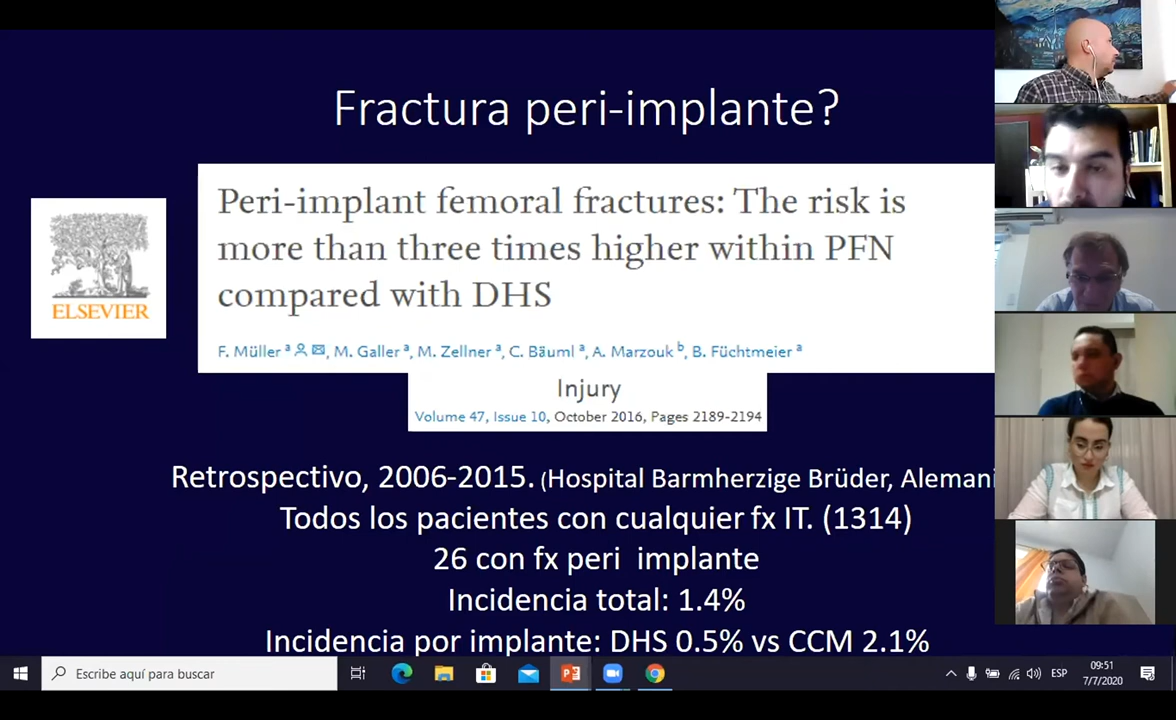 Fractura peri-implante?
Peri-implant femoral fractures: The risk is
more than three times higher within PFN
compared with DHS
ELSEVIER
F. Müller a, M. Galler a, M. Zellner a, C. Bäuml a, A. Marzouk b, B. Füchtmeier a
Injury
Volume 47, Issue 10, October 2016, Pages 2189-2194
Retrospectivo, 2006-2015. (Hospital Barmherzige Brüder, Alemani
Todos los pacientes con cualquier fx IT. (1314)
26 con fx peri implante
Incidencia total: 1.4%
Incidencia por implante: DHS 0.5% vs CCM 2.1%
Escribe aquí para buscar
ESP
09:51
7/7/2020